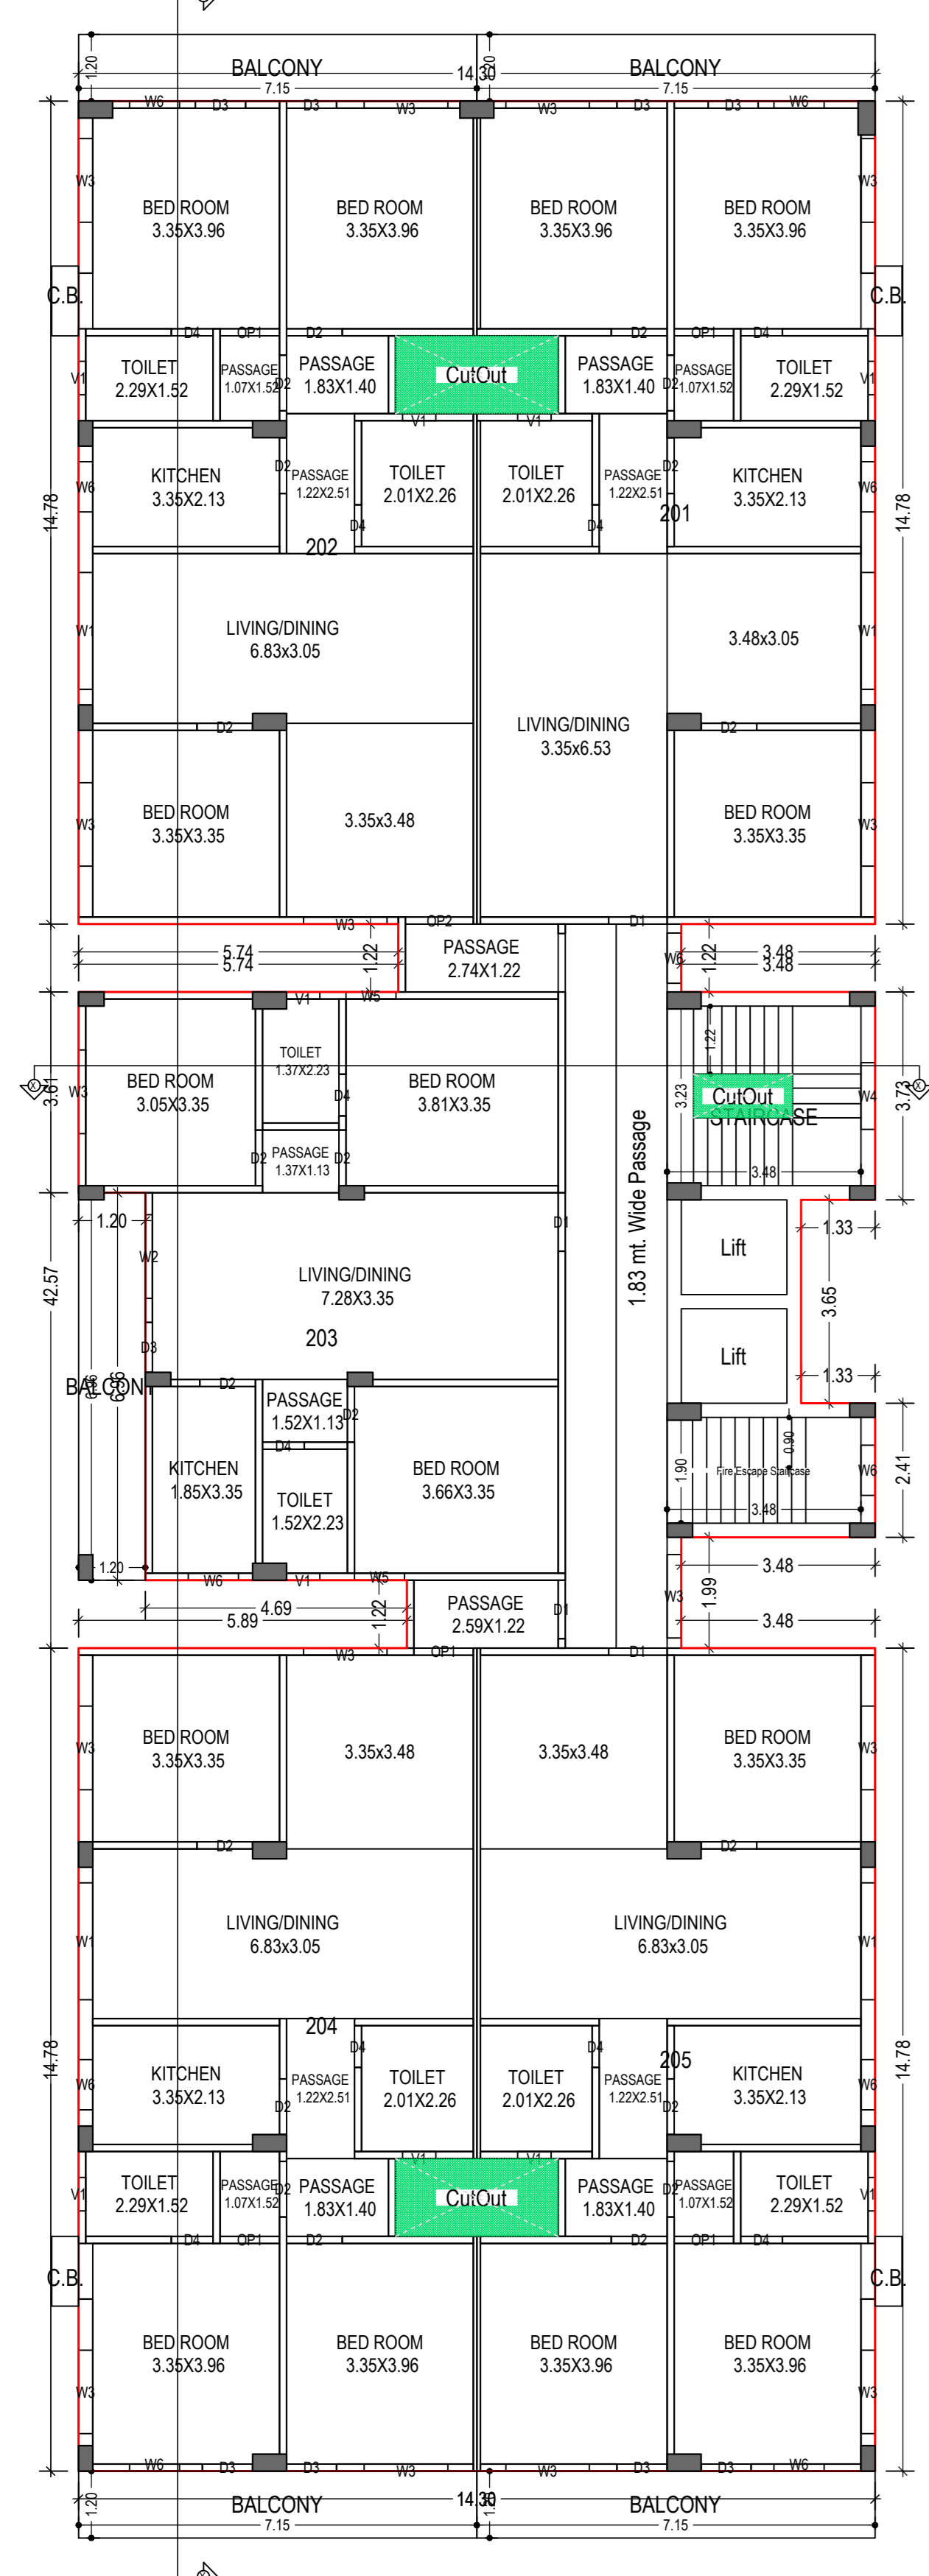 BALCONY
BALCONY
1.20
14.30
1.20
7.15
7.15
W6
D3
D3
W3
W3
D3
D3
W6
W3
W3
BED ROOM
3.35X3.96
BED ROOM
3.35X3.96
BED ROOM
3.35X3.96
BED ROOM
3.35X3.96
C.B.
C.B.
D4
OP1
D2
D2
OP1
D4
V1
TOILET
2.29X1.52
PASSAGE
1.07X1.52
D2
PASSAGE
1.83X1.40
CutOut
PASSAGE
1.83X1.40
D2
PASSAGE
1.07X1.52
TOILET
2.29X1.52
V1
V1
V1
14.78
W6
KITCHEN
3.35X2.13
D2
PASSAGE
1.22X2.51
TOILET
2.01X2.26
TOILET
2.01X2.26
PASSAGE
1.22X2.51
D2
KITCHEN
3.35X2.13
W6
14.78
D4
D4
201
202
W1
LIVING/DINING
6.83x3.05
3.48x3.05
W1
D2
LIVING/DINING
3.35x6.53
D2
W3
BED ROOM
3.35X3.35
3.35x3.48
BED ROOM
3.35X3.35
W3
W3
OP2
D1
5.74
5.74
1.22
PASSAGE
2.74X1.22
W6
1.22
3.48
3.48
V1
W5
3.61
W3
BED ROOM
3.05X3.35
TOILET
1.37X2.23
D4
BED ROOM
3.81X3.35
1.22
3.23
CutOut
STAIRCASE
W4
3.73
X
X
D2
PASSAGE
1.37X1.13
D2
3.48
1.83 mt. Wide Passage
1.20
D1
1.33
W2
Lift
42.57
LIVING/DINING
7.28X3.35
3.65
203
D3
Lift
1.33
BALCONY
6.96
D2
PASSAGE
1.52X1.13
D2
D4
KITCHEN
1.85X3.35
TOILET
1.52X2.23
BED ROOM
3.66X3.35
1.90
0.90
Fire Escape Staircase
W6
2.41
3.48
1.20
W6
V1
W5
4.69
5.89
1.22
PASSAGE
2.59X1.22
D1
W3
1.99
3.48
3.48
W3
OP1
D1
W3
BED ROOM
3.35X3.35
3.35x3.48
3.35x3.48
BED ROOM
3.35X3.35
W3
D2
D2
W1
LIVING/DINING
6.83x3.05
LIVING/DINING
6.83x3.05
W1
204
205
D4
D4
14.78
W6
KITCHEN
3.35X2.13
D2
PASSAGE
1.22X2.51
TOILET
2.01X2.26
TOILET
2.01X2.26
PASSAGE
1.22X2.51
D2
KITCHEN
3.35X2.13
W6
14.78
V1
V1
V1
TOILET
2.29X1.52
PASSAGE
1.07X1.52
D2
PASSAGE
1.83X1.40
CutOut
PASSAGE
1.83X1.40
D2
PASSAGE
1.07X1.52
TOILET
2.29X1.52
V1
D4
OP1
D2
D2
OP1
D4
C.B.
C.B.
BED ROOM
3.35X3.96
BED ROOM
3.35X3.96
BED ROOM
3.35X3.96
BED ROOM
3.35X3.96
W3
W3
W6
D3
D3
W3
W3
D3
D3
W6
1.20
14.30
BALCONY
BALCONY
7.15
7.15